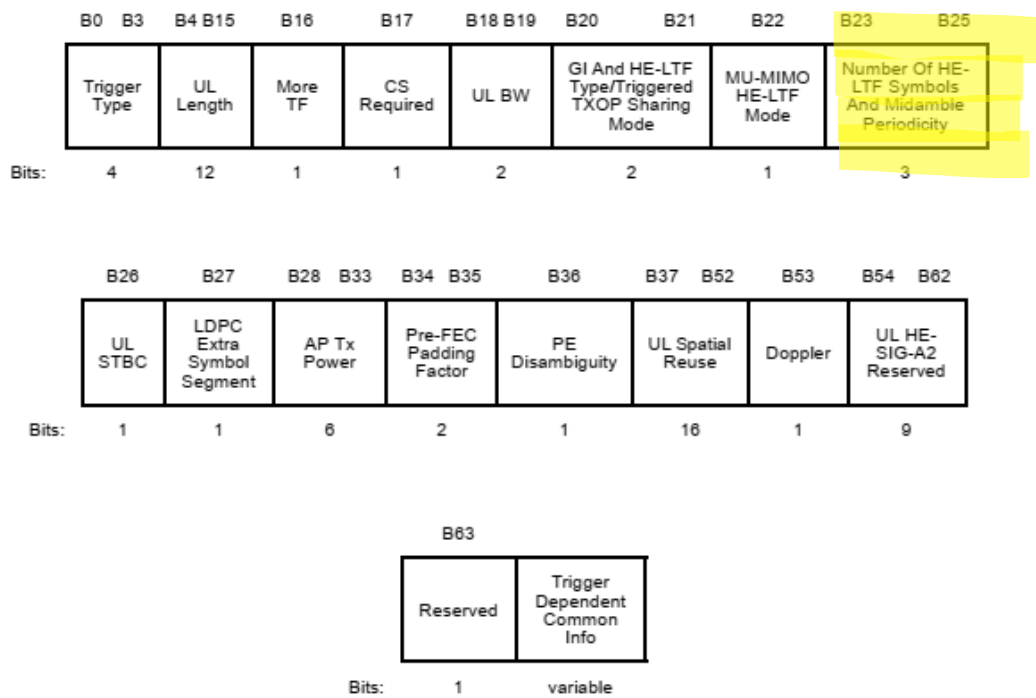 B0 B3 B4 B15 B16 B17 B18 B19 B20 B21 B22 B23 B25
Trigger
Type
UL
Length
More
TF
CS
Required
UL BW
GI And HE-LTF
Type/Triggered
TXOP Sharing
Mode
MU-MIMO
HE-LTF
Mode
Number Of HE-
LTF Symbols
And Midamble
Periodicity
Bits: 4 12 1 1 2 2 1 3
B26 B27 B28 B33 B34 B35 B36 B37 B52 B53 B54 B62
UL
STBC
LDPC
Extra
Symbol
Segment
AP Tx
Power
Pre-FEC
Padding
Factor
PE
Disambiguity
UL Spatial
Reuse
Doppler
UL HE-
SIG-A2
Reserved
Bits: 1 1 6 2 1 16 1 9
B63
Reserved
Trigger
Dependent
Common
Info
Bits: 1 variable